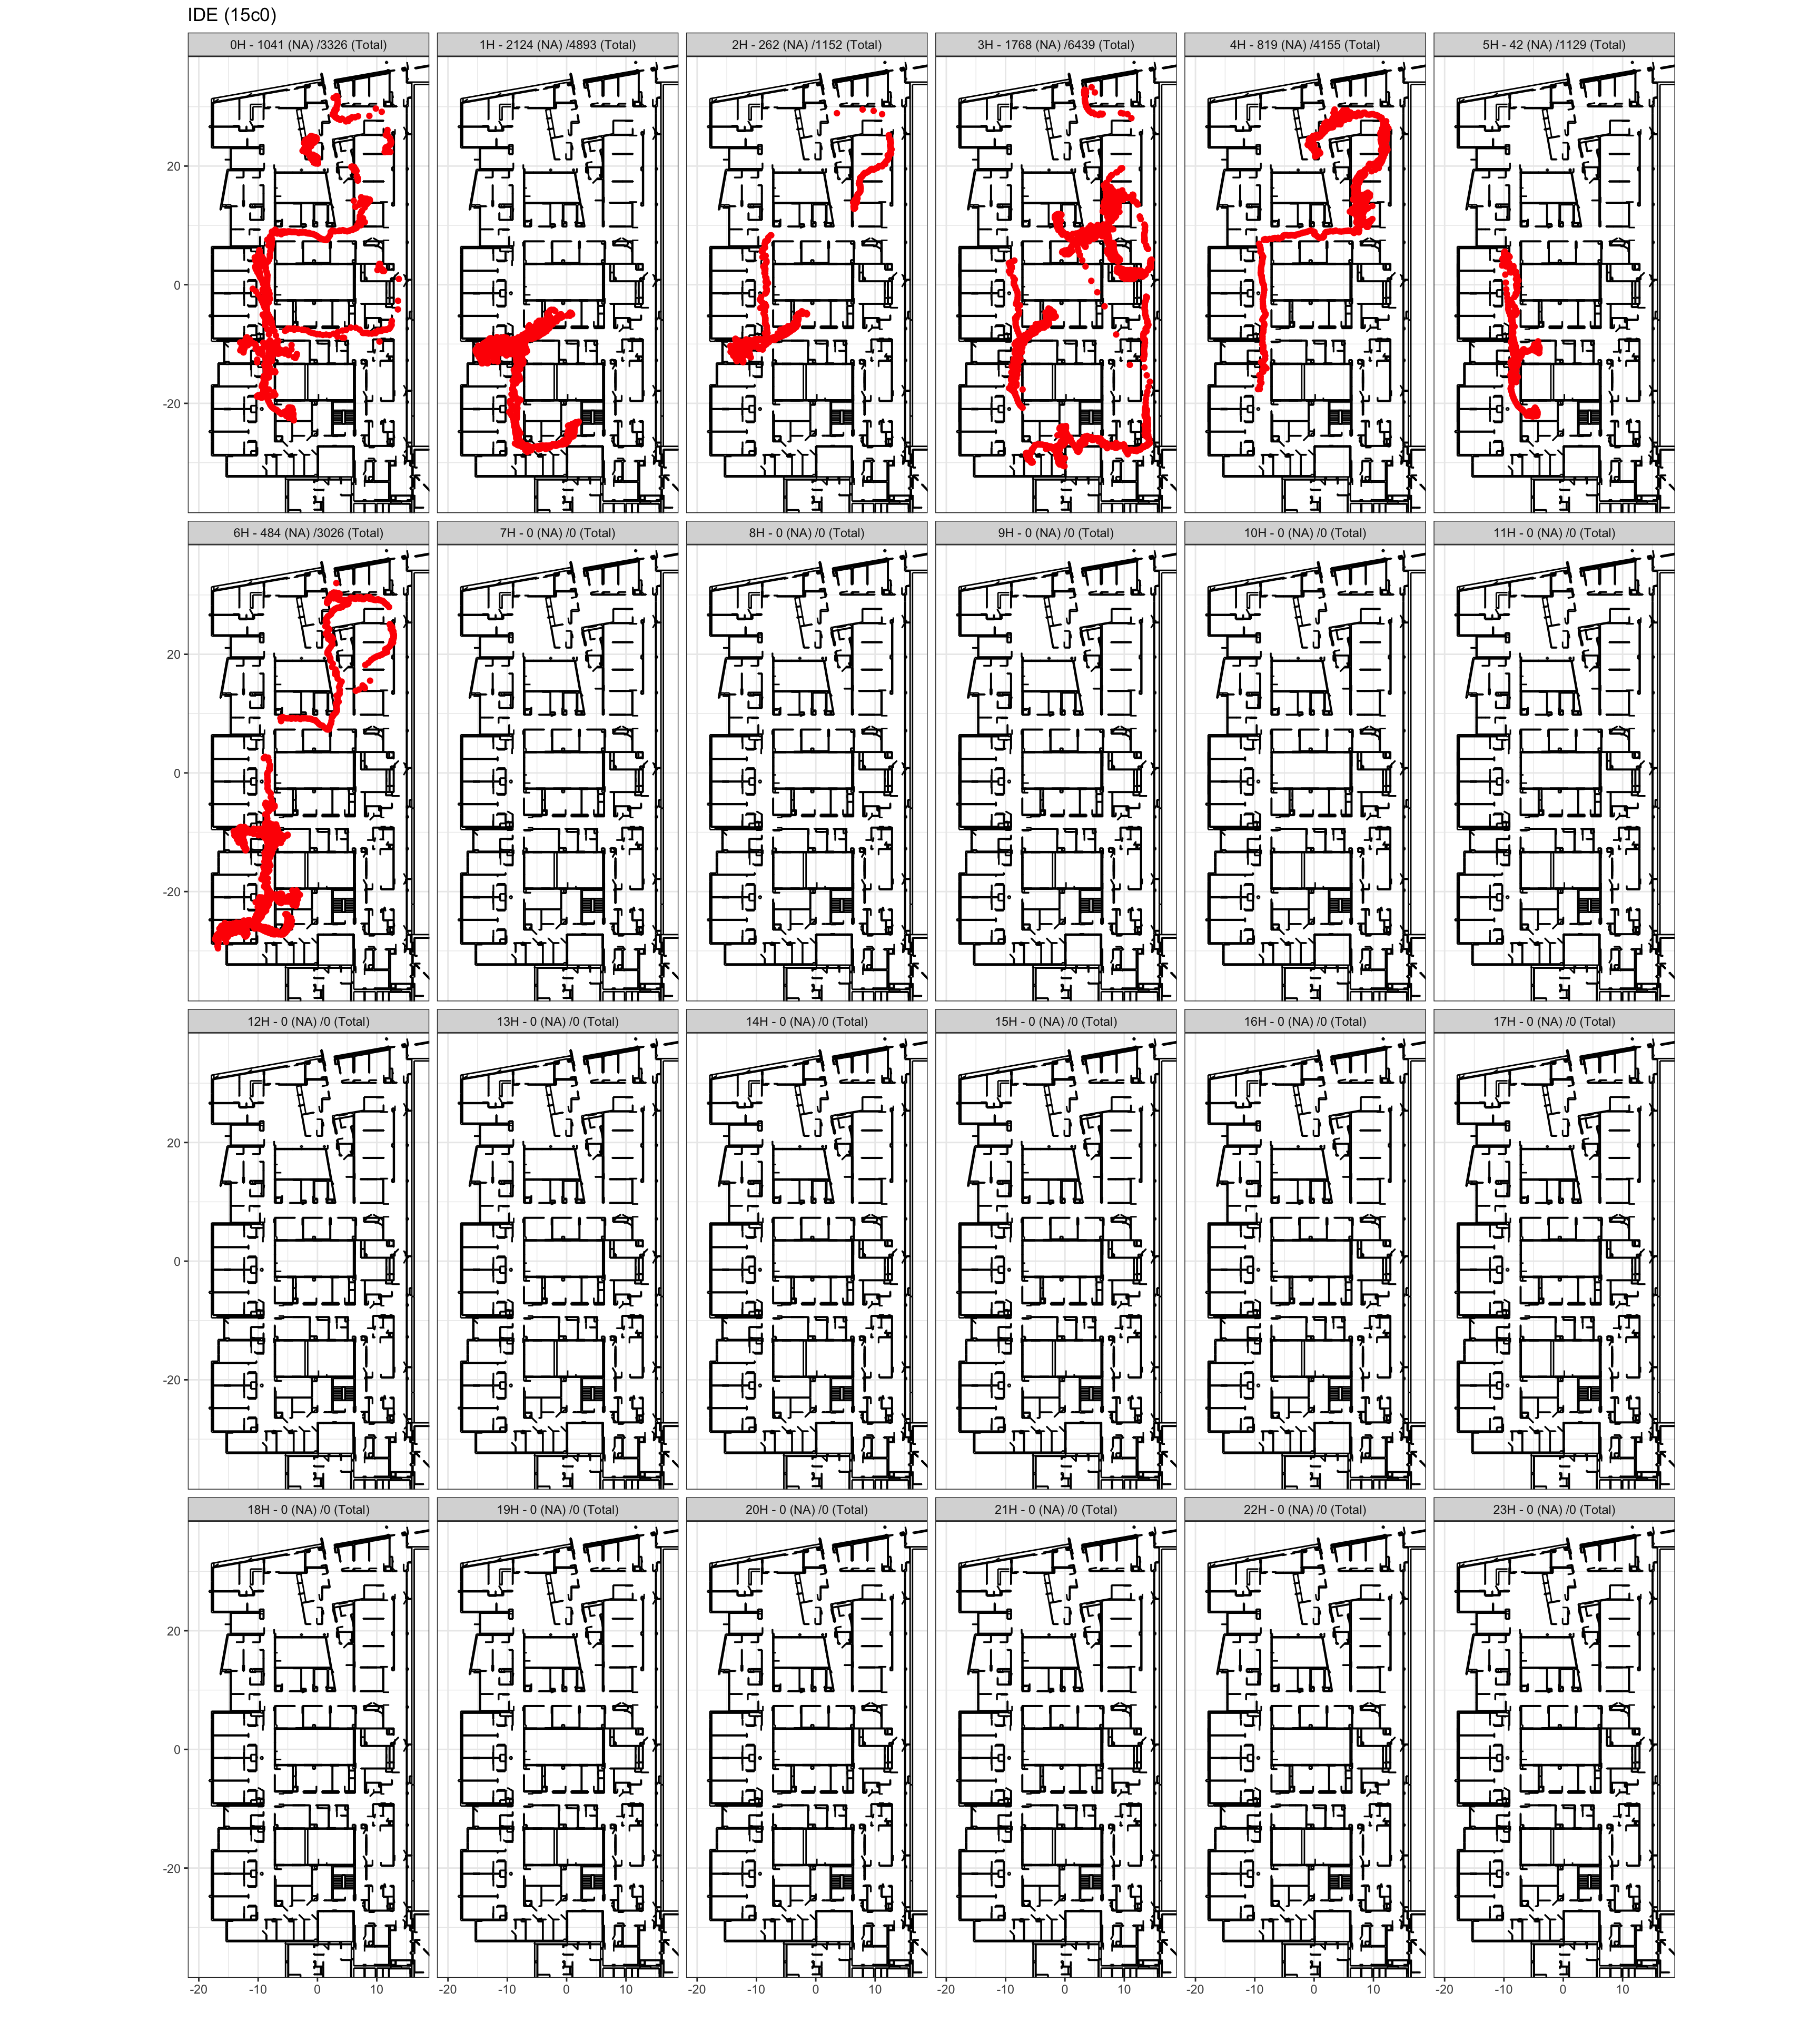 IDE (15c0)
0H - 1041 (NA) /3326 (Total) 1H - 2124 (NA) /4893 (Total) 2H - 262 (NA) /1152 (Total) 3H - 1768 (NA) /6439 (Total) 4H - 819 (NA) /4155 (Total) 5H - 42 (NA) /1129 (Total)
20
0
-20
6H - 484 (NA) /3026 (Total) 7H - 0 (NA) /0 (Total) 8H - 0 (NA) /0 (Total) 9H - 0 (NA) /0 (Total) 10H - 0 (NA) /0 (Total) 11H - 0 (NA) /0 (Total)
20
0
-20
12H - 0 (NA) /0 (Total) 13H - 0 (NA) /0 (Total) 14H - 0 (NA) /0 (Total) 15H - 0 (NA) /0 (Total) 16H - 0 (NA) /0 (Total) 17H - 0 (NA) /0 (Total)
20
0
-20
18H - 0 (NA) /0 (Total) 19H - 0 (NA) /0 (Total) 20H - 0 (NA) /0 (Total) 21H - 0 (NA) /0 (Total) 22H - 0 (NA) /0 (Total) 23H - 0 (NA) /0 (Total)
20
0
-20
-20 -10 0 10 -20 -10 0 10 -20 -10 0 10 -20 -10 0 10 -20 -10 0 10 -20 -10 0 10